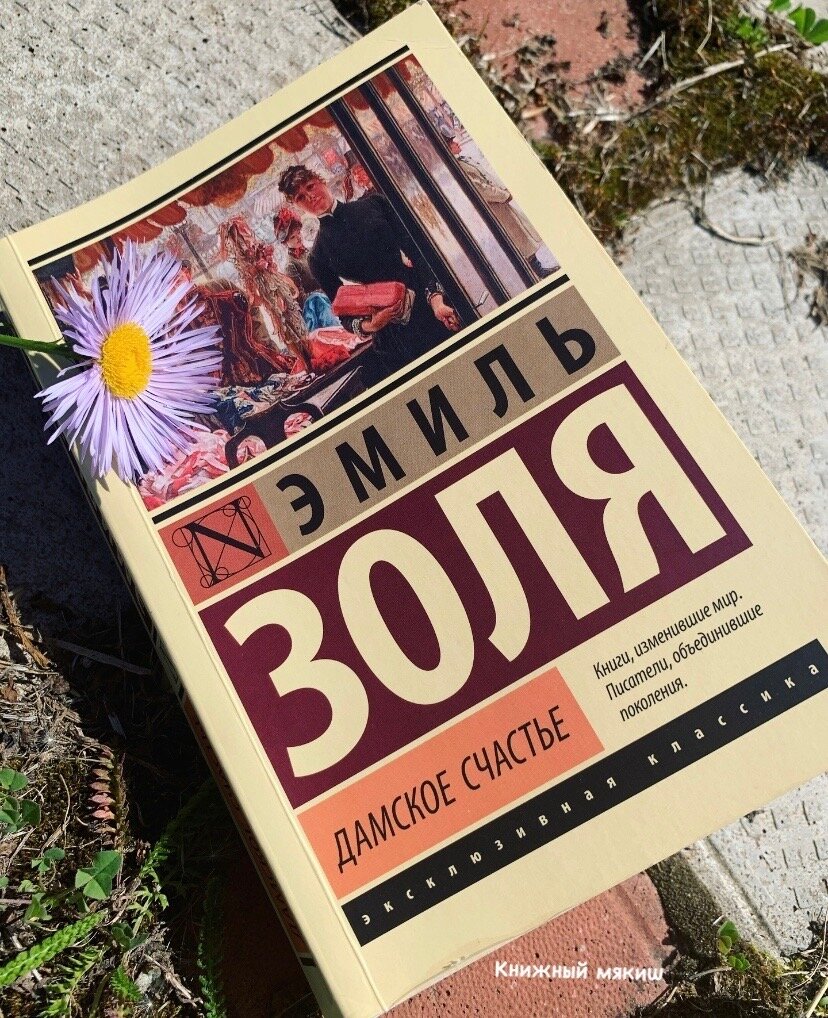 ЭМИЛЬ
N
ЗОЛЯ
ДАМСКОЕ СЧАСТЬЕ
Книги, изменившие мир.
Писатели, объединившие
поколения.
эксклюзивная классика
Книжный мякиш